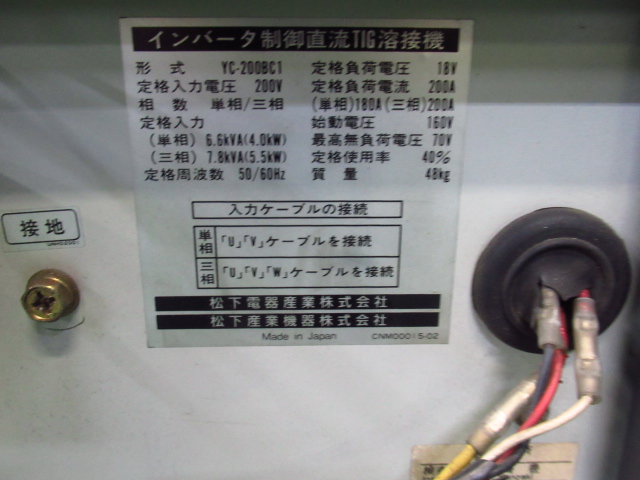 インバータ制御直流TIG溶接機
形式 YC-200BC1 定格負荷電圧 18V
定格入力電圧 200V 定格負荷電流 200A
相数 単相/三相 (単相)180A(三相)200A
定格入力 始動電圧 160V
(単相) 6.6kVA(4.0kW) 最高無負荷電圧 70V
(三相) 7.8kVA(5.5kW) 定格使用率 40%
定格周波数 50/60Hz 質量 48kg
入力ケーブルの接続
単相 「U」「V」ケーブルを接続
三相 「U」「V」「W」ケーブルを接続
松下電器産業株式会社
松下産業機器株式会社
Made in Japan CNM00015-02
接地